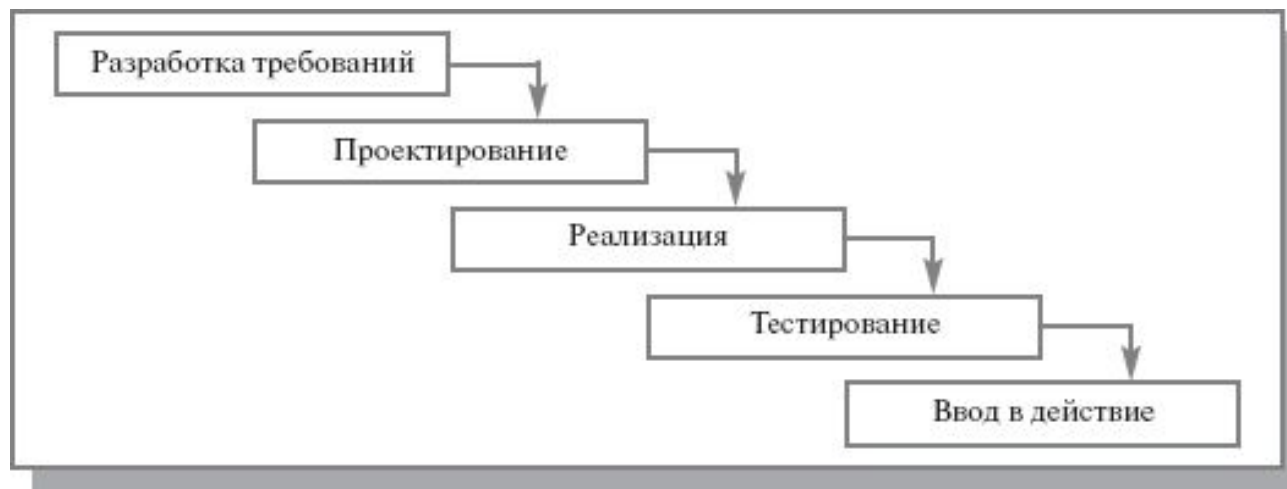 Разработка требований
Проектирование
Реализация
Тестирование
Ввод в действие